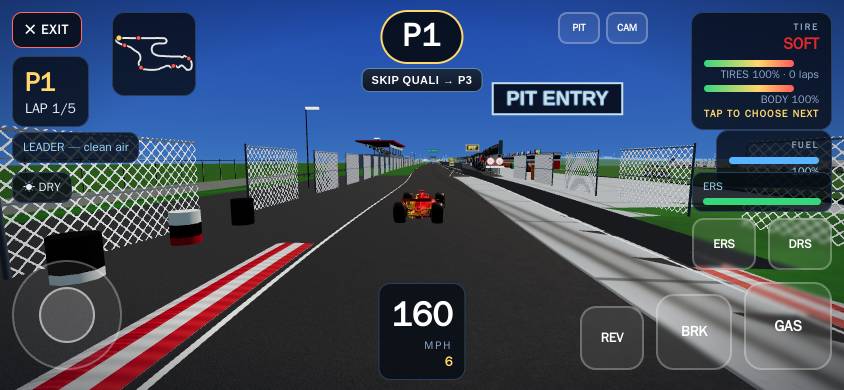 ✕ EXIT
P1
LAP 1/5
LEADER — clean air
☀ DRY
P1
SKIP QUALI → P3
PIT
CAM
PIT ENTRY
TIRE
SOFT
TIRES 100% · 0 laps
BODY 100%
TAP TO CHOOSE NEXT
FUEL
100%
ERS
ERS
DRS
160
MPH
6
REV
BRK
GAS